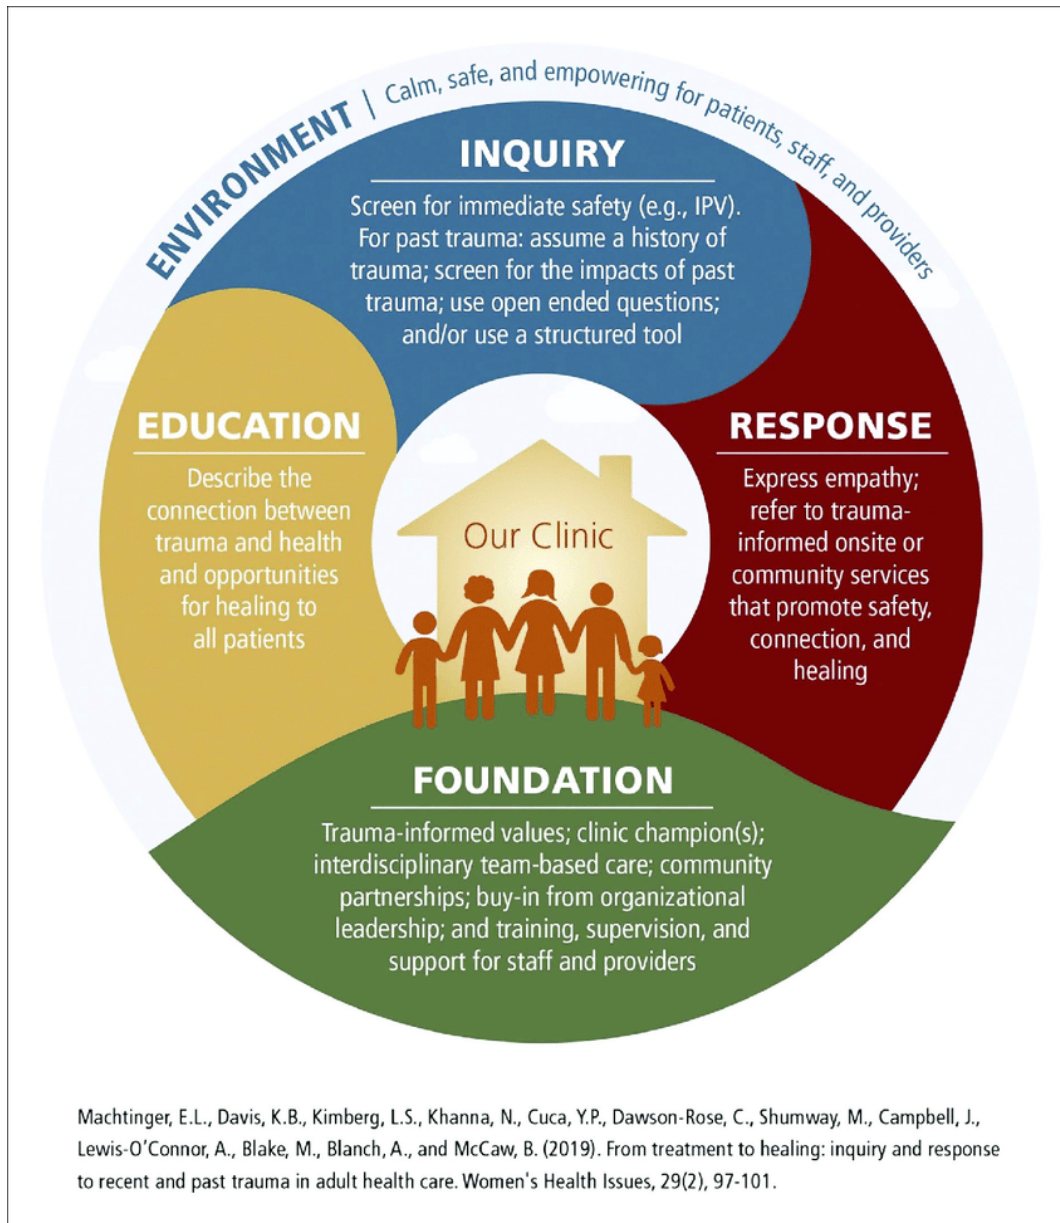 ENVIRONMENT | Calm, safe, and empowering for patients, staff, and providers
INQUIRY
Screen for immediate safety (e.g., IPV).
For past trauma: assume a history of
trauma; screen for the impacts of past
trauma; use open ended questions;
and/or use a structured tool
EDUCATION
Describe the
connection between
trauma and health
and opportunities
for healing to
all patients
RESPONSE
Express empathy;
refer to trauma-
informed onsite or
community services
that promote safety,
connection, and
healing
Our Clinic
FOUNDATION
Trauma-informed values; clinic champion(s);
interdisciplinary team-based care; community
partnerships; buy-in from organizational
leadership; and training, supervision, and
support for staff and providers
Machtinger, E.L., Davis, K.B., Kimberg, L.S., Khanna, N., Cuca, Y.P., Dawson-Rose, C., Shumway, M., Campbell, J.,
Lewis-O'Connor, A., Blake, M., Blanch, A., and McCaw, B. (2019). From treatment to healing: inquiry and response
to recent and past trauma in adult health care. Women's Health Issues, 29(2), 97-101.